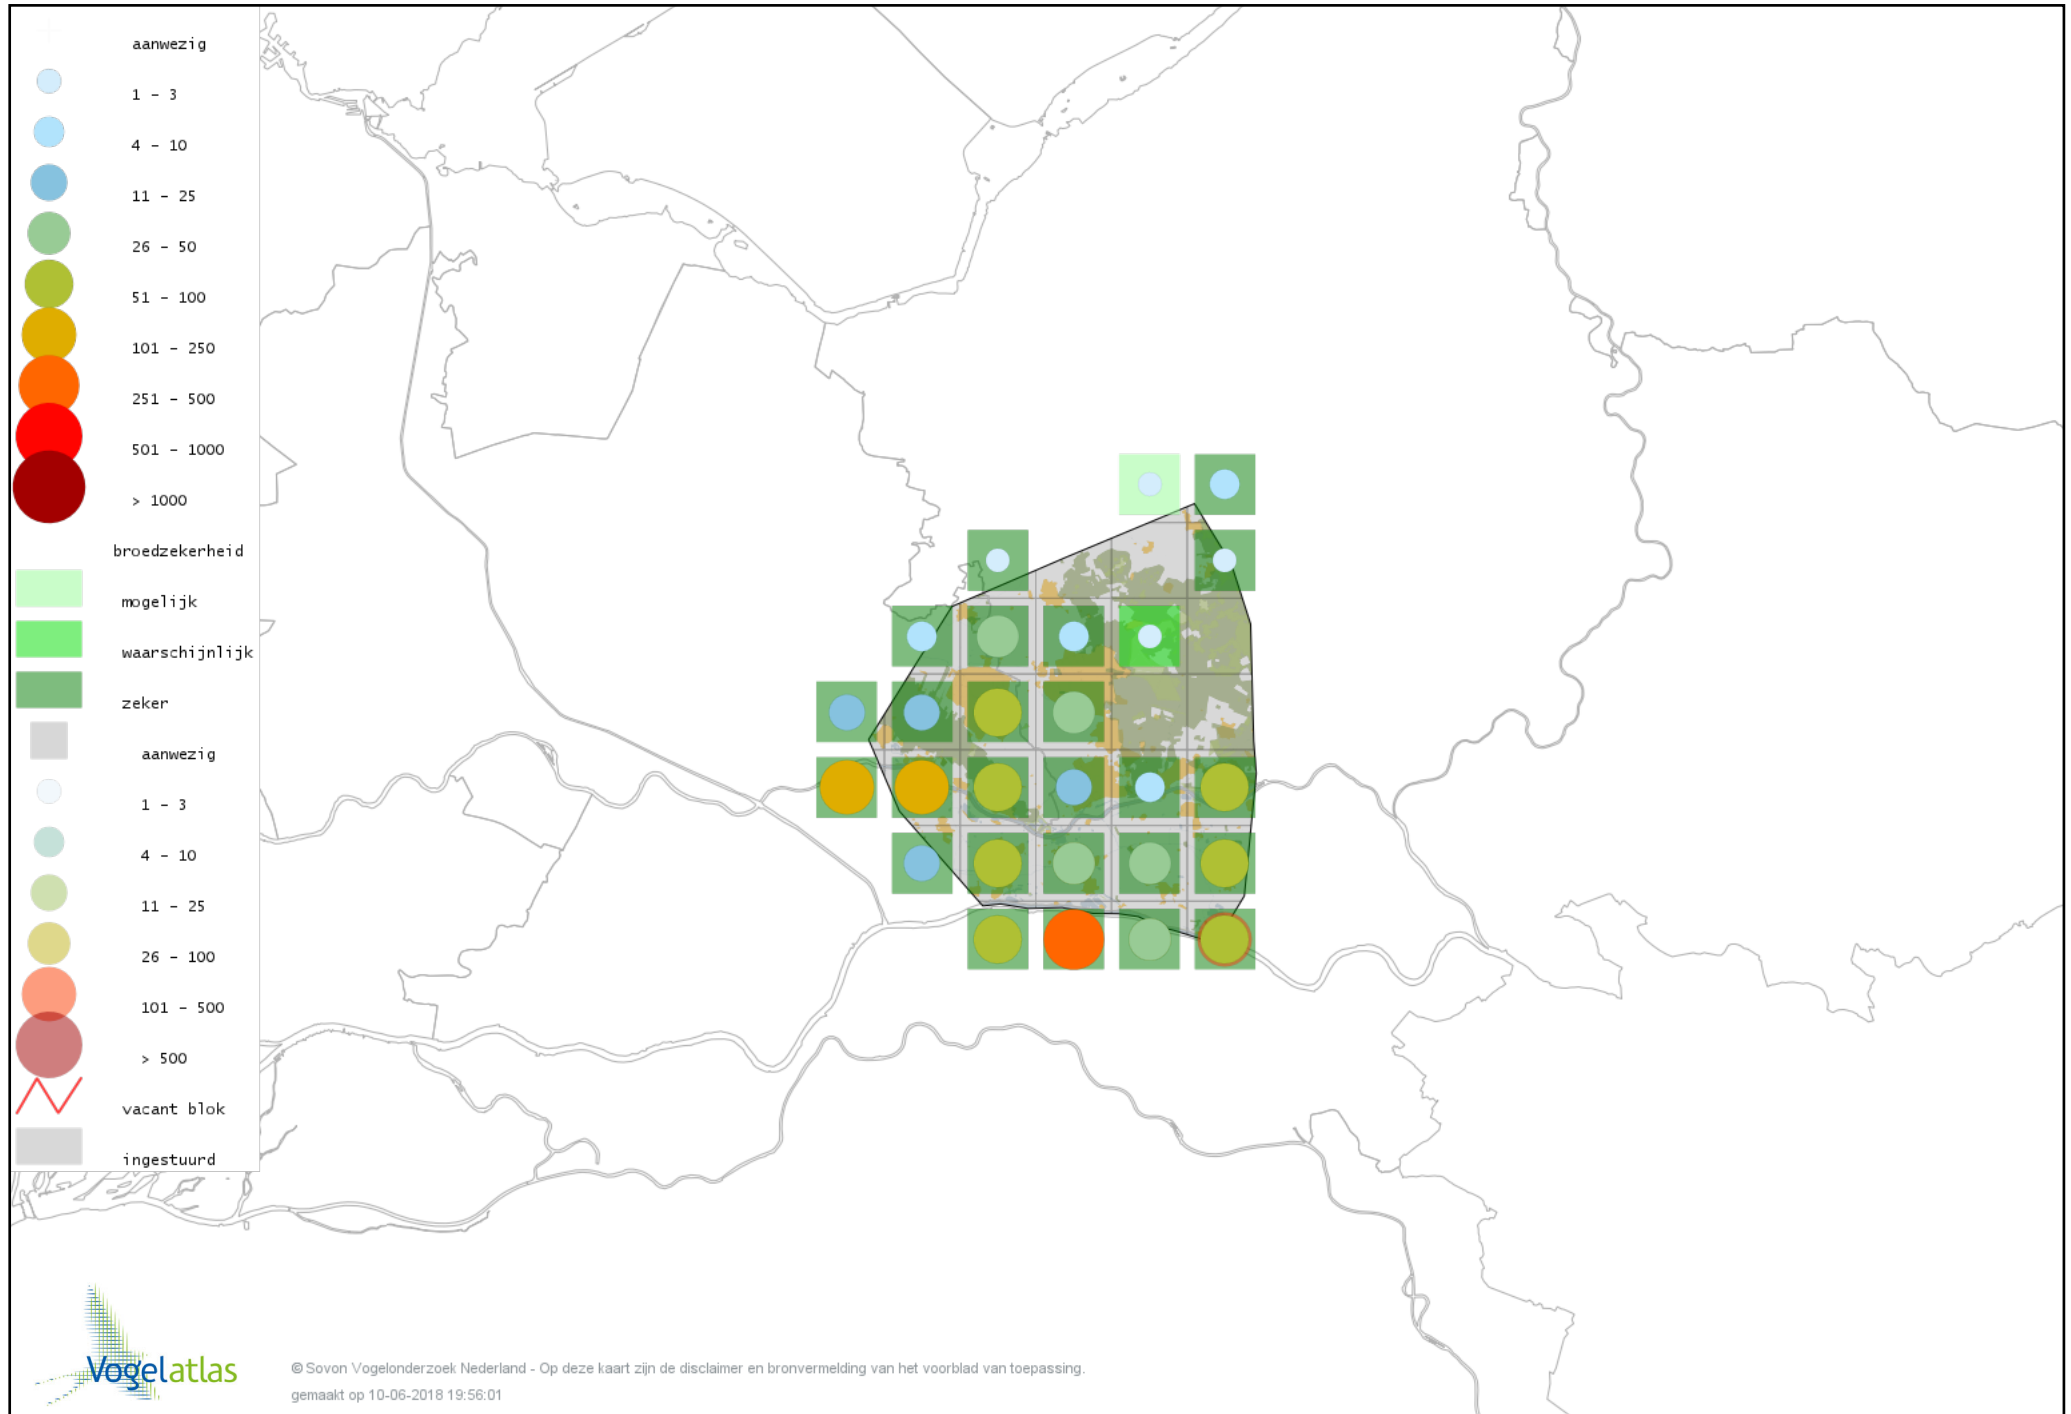 aanwezig
1 – 3
4 – 10
11 – 25
26 – 50
51 – 100
101 – 250
251 – 500
501 – 1000
> 1000
broedzekerheid
mogelijk
waarschijnlijk
zeker
aanwezig
1 – 3
4 – 10
11 – 25
26 – 100
101 – 500
> 500
vacant blok
ingestuurd
Vogelatlas
© Sovon Vogelonderzoek Nederland - Op deze kaart zijn de disclaimer en bronvermelding van het voorblad van toepassing.
gemaakt op 10-06-2018 19:56:01